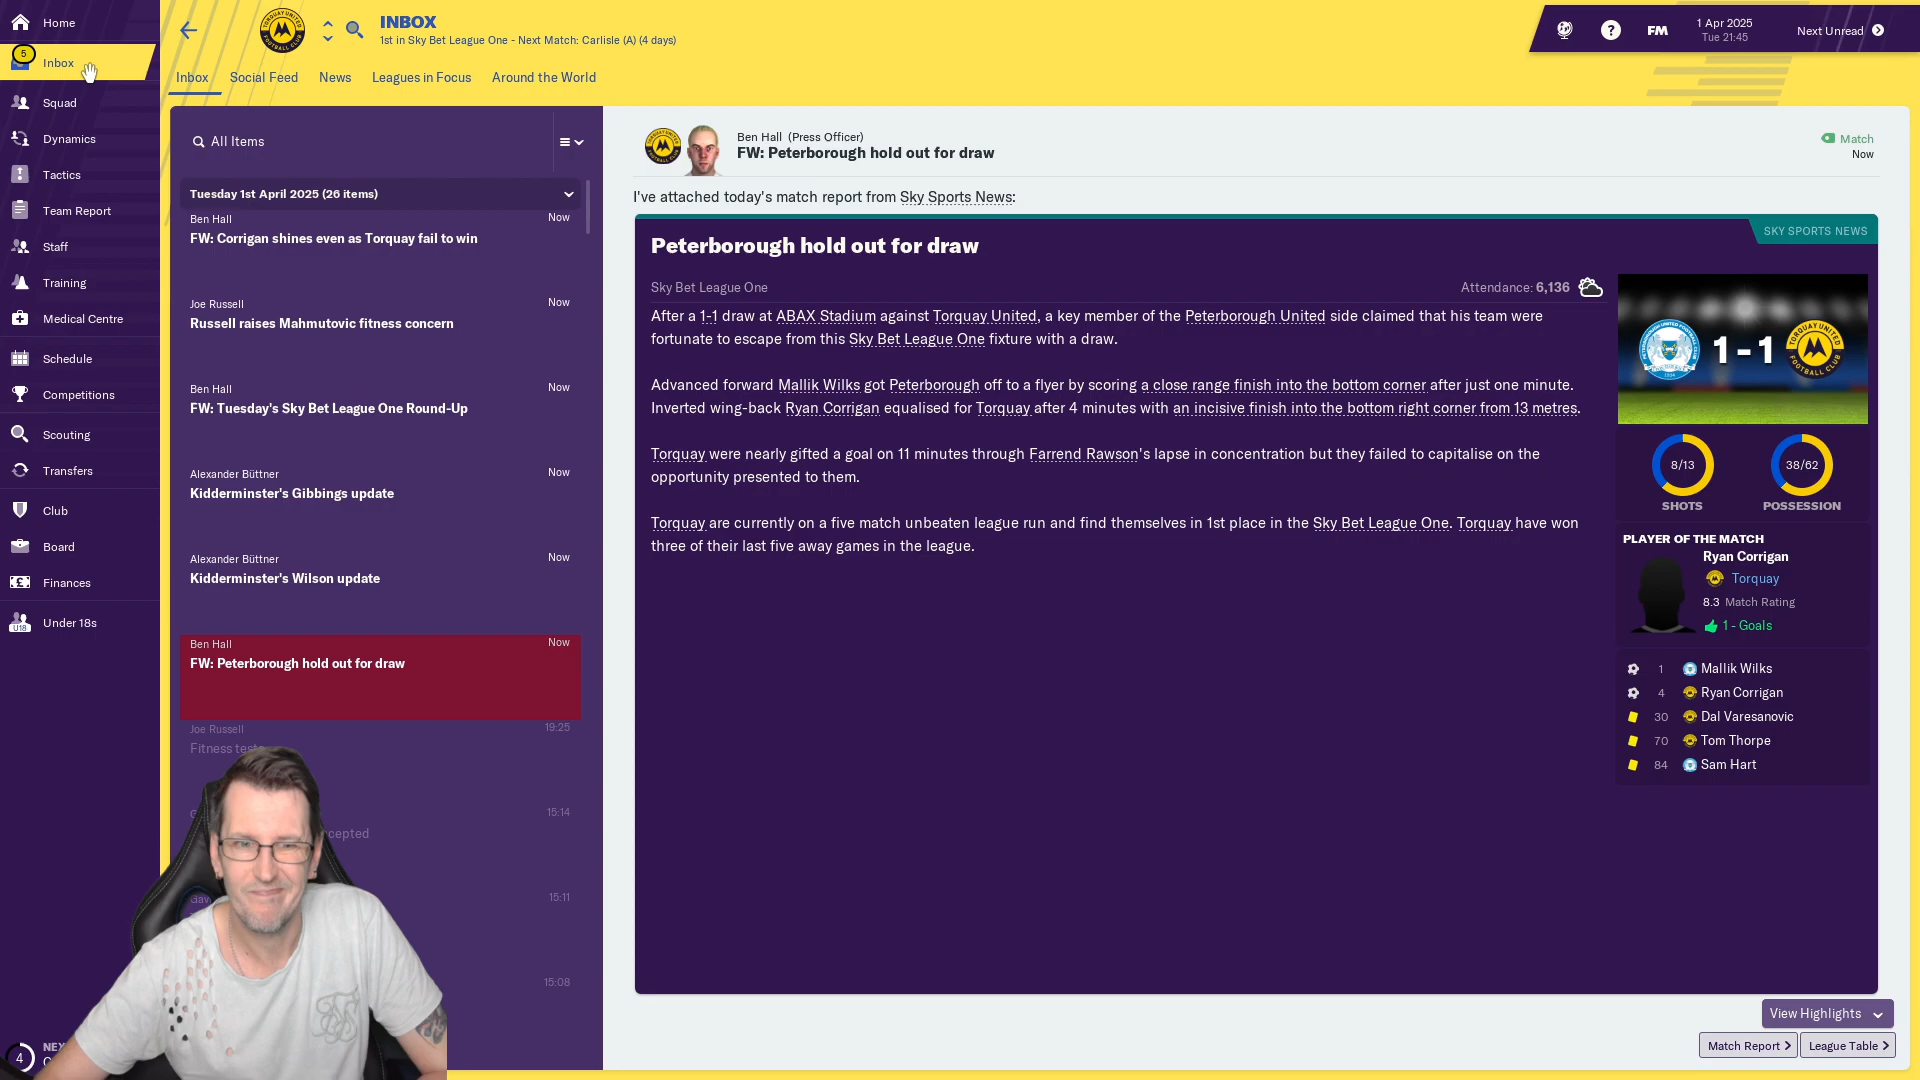 Home
5
Inbox
Squad
Dynamics
Tactics
Team Report
Staff
Training
Medical Centre
Schedule
Competitions
Scouting
Transfers
Club
Board
Finances
U18
Under 18s
4
INBOX
1st in Sky Bet League One - Next Match: Carlisle (A) (4 days)
FM
1 Apr 2025
Tue 21:45
Next Unread
Inbox
Social Feed
News
Leagues in Focus
Around the World
All Items
Tuesday 1st April 2025 (26 items)
Ben Hall
Now
FW: Corrigan shines even as Torquay fail to win
Joe Russell
Now
Russell raises Mahmutovic fitness concern
Ben Hall
Now
FW: Tuesday's Sky Bet League One Round-Up
Alexander Büttner
Now
Kidderminster's Gibbings update
Alexander Büttner
Now
Kidderminster's Wilson update
Ben Hall
Now
FW: Peterborough hold out for draw
Joe Russell
19:25
Fitness tests
15:14
cepted
Gav
15:11
15:08
Ben Hall (Press Officer)
FW: Peterborough hold out for draw
Match
Now
I've attached today's match report from Sky Sports News:
SKY SPORTS NEWS
Peterborough hold out for draw
Sky Bet League One
Attendance: 6,136
After a 1-1 draw at ABAX Stadium against Torquay United, a key member of the Peterborough United side claimed that his team were
fortunate to escape from this Sky Bet League One fixture with a draw.
Advanced forward Mallik Wilks got Peterborough off to a flyer by scoring a close range finish into the bottom corner after just one minute.
Inverted wing-back Ryan Corrigan equalised for Torquay after 4 minutes with an incisive finish into the bottom right corner from 13 metres.
Torquay were nearly gifted a goal on 11 minutes through Farrend Rawson's lapse in concentration but they failed to capitalise on the
opportunity presented to them.
Torquay are currently on a five match unbeaten league run and find themselves in 1st place in the Sky Bet League One. Torquay have won
three of their last five away games in the league.
1 - 1
8/13
SHOTS
38/62
POSSESSION
PLAYER OF THE MATCH
Ryan Corrigan
Torquay
8.3 Match Rating
1 - Goals
1 Mallik Wilks
4 Ryan Corrigan
30 Dal Varesanovic
70 Tom Thorpe
84 Sam Hart
View Highlights
Match Report
League Table